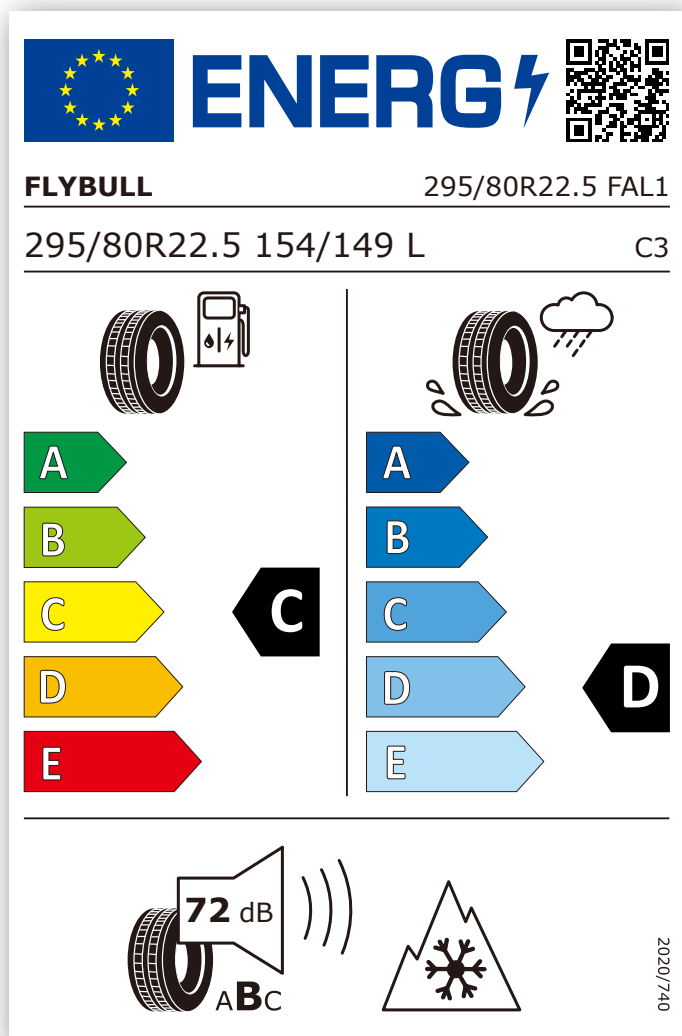 ENERG
FLYBULL 295/80R22.5 FAL1
295/80R22.5 154/149 L C3
A A
B B
C C C
D D D
E E
72 dB
ABC
2020/740